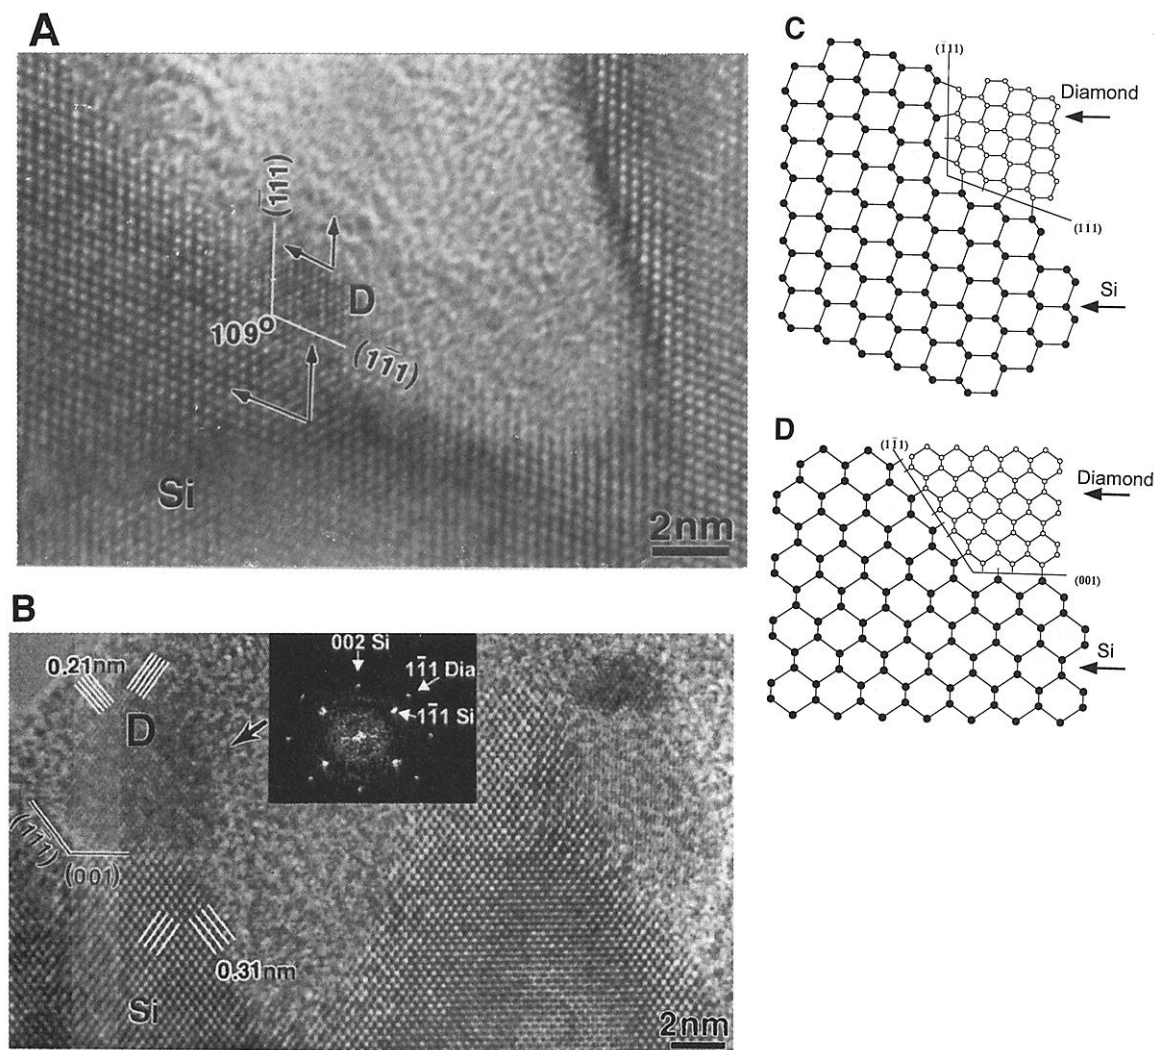 A
(1̄11)
D
109°
(11̄1)
Si
2nm
B
0.21nm
D
002 Si
11̄1 Dia
11̄1 Si
(11̄1)
(001)
0.31nm
Si
2nm
C
(1̄11)
Diamond
(11̄1)
Si
D
(11̄1)
Diamond
(001)
Si